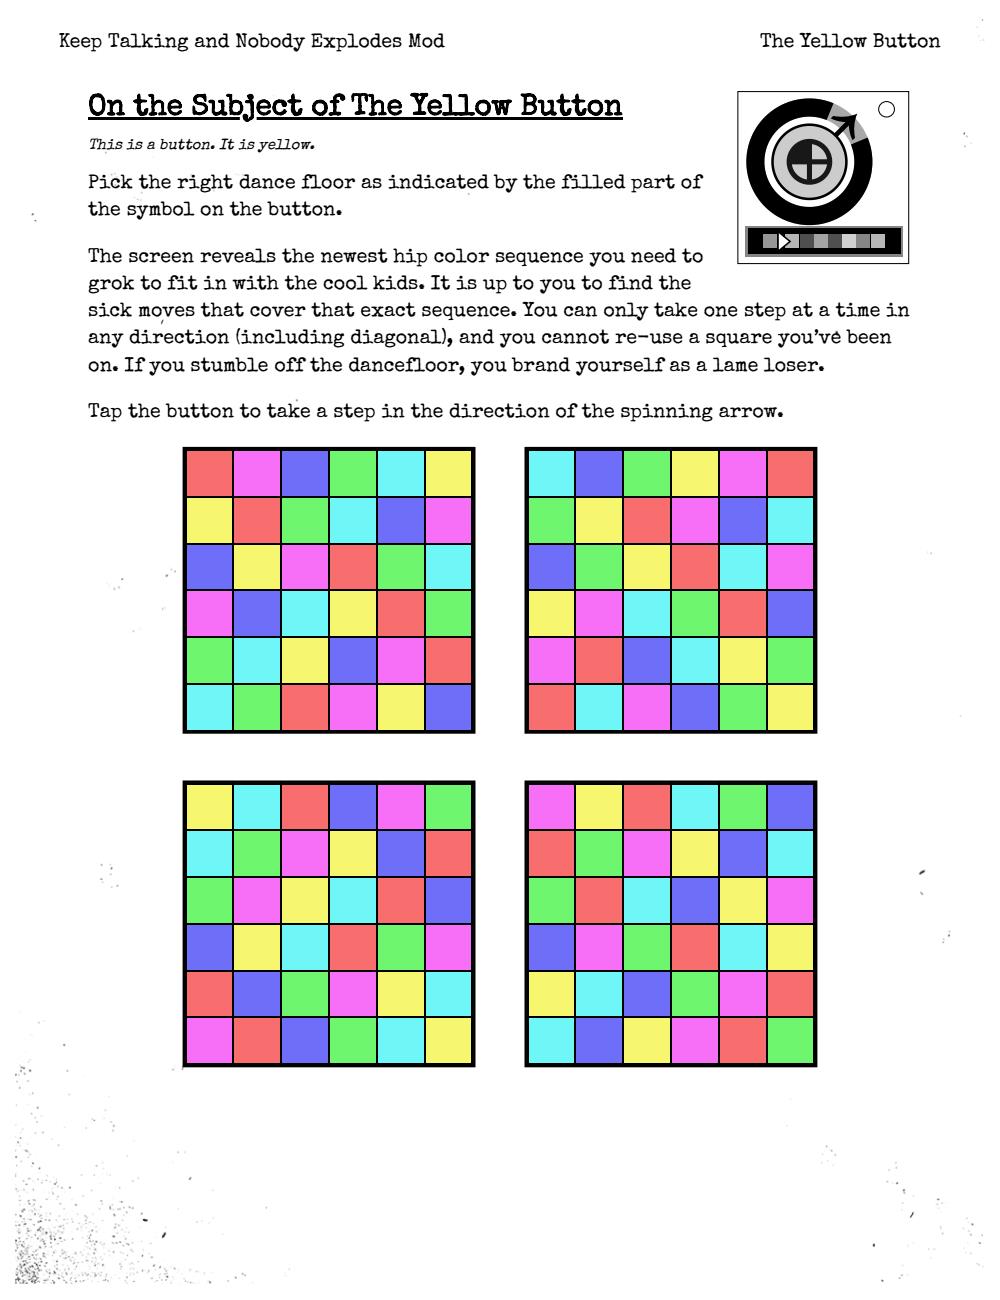 Keep Talking and Nobody Explodes Mod
The Yellow Button
On the Subject of The Yellow Button
This is a button. It is yellow.
Pick the right dance floor as indicated by the filled part of
the symbol on the button.
The screen reveals the newest hip color sequence you need to
grok to fit in with the cool kids. It is up to you to find the
sick moves that cover that exact sequence. You can only take one step at a time in
any direction (including diagonal), and you cannot re-use a square you've been
on. If you stumble off the dancefloor, you brand yourself as a lame loser.
Tap the button to take a step in the direction of the spinning arrow.